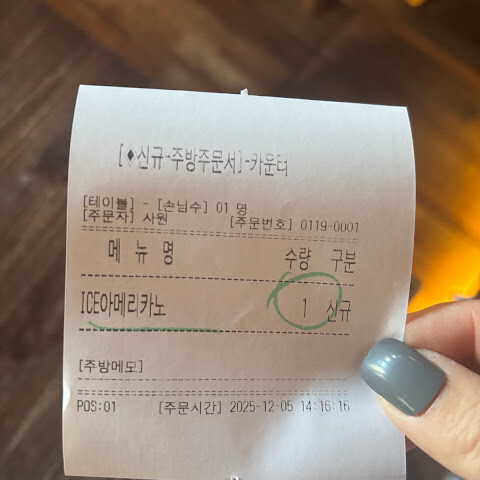 [◆신규-주방주문서]-카운터
[테이블] - [손님수] 01 명
[주문자] 사원 [주문번호] 0119-0001
메 뉴 명 수량 구분
ICE아메리카노 1 신규
[주방메모]
POS:01 [주문시간] 2025-12-05 14:16:16